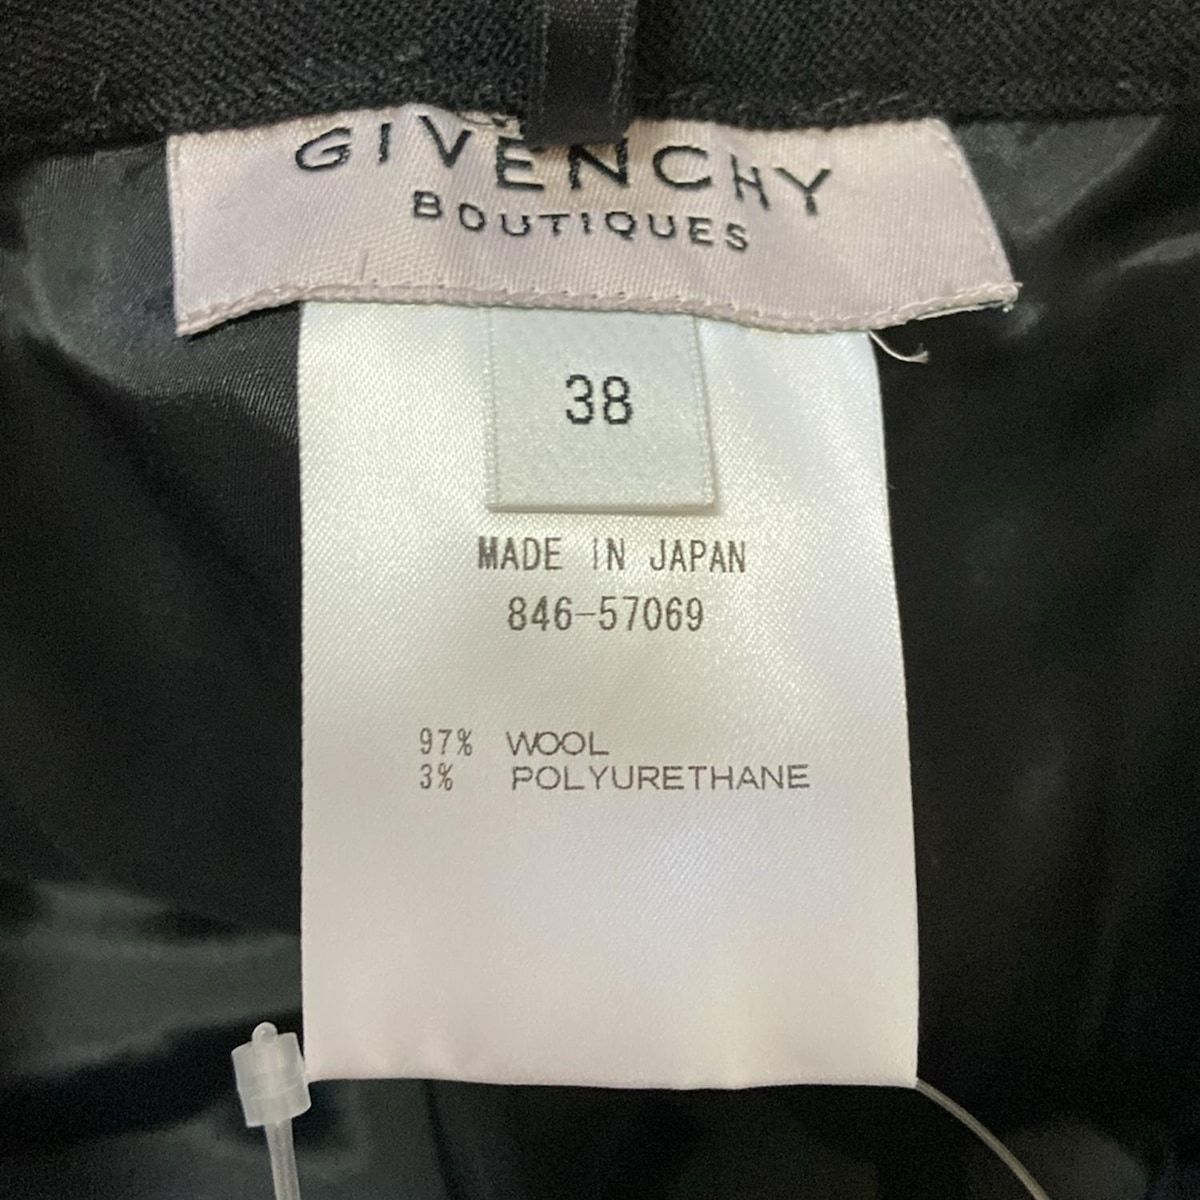 GIVENCHY
BOUTIQUES
38
MADE IN JAPAN
846-57069
97% WOOL
3% POLYURETHANE